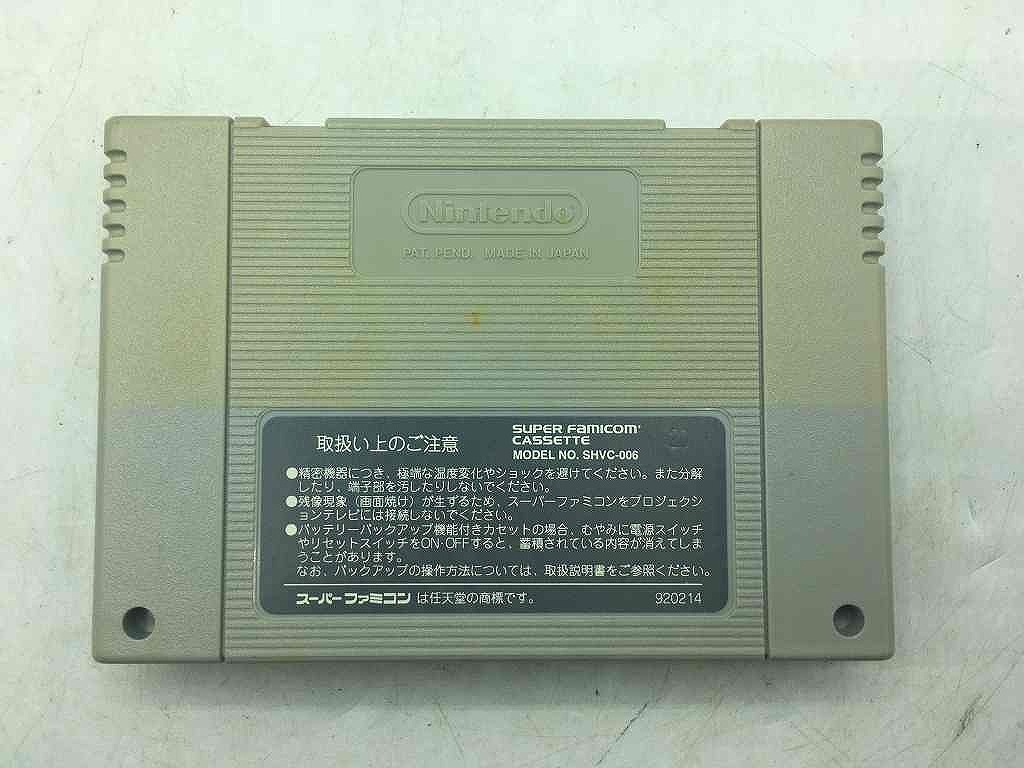 Nintendo
PAT. PEND. MADE IN JAPAN
取扱い上のご注意
SUPER FAMICOM
CASSETTE
MODEL NO. SHVC-006
●精密機器につき、極端な温度変化やショックを避けてください。また分解
したり、端子部を汚したりしないでください。
●残像現象(画面焼け)が生ずるため、スーパーファミコンをプロジェクシ
ョンテレビには接続しないでください。
●バッテリーバックアップ機能付きカセットの場合、むやみに電源スイッチ
やリセットスイッチをON・OFFすると、蓄積されている内容が消えてしま
うことがあります。
なお、バックアップの操作方法については、取扱説明書をご参照ください。
スーパーファミコン は任天堂の商標です。
920214